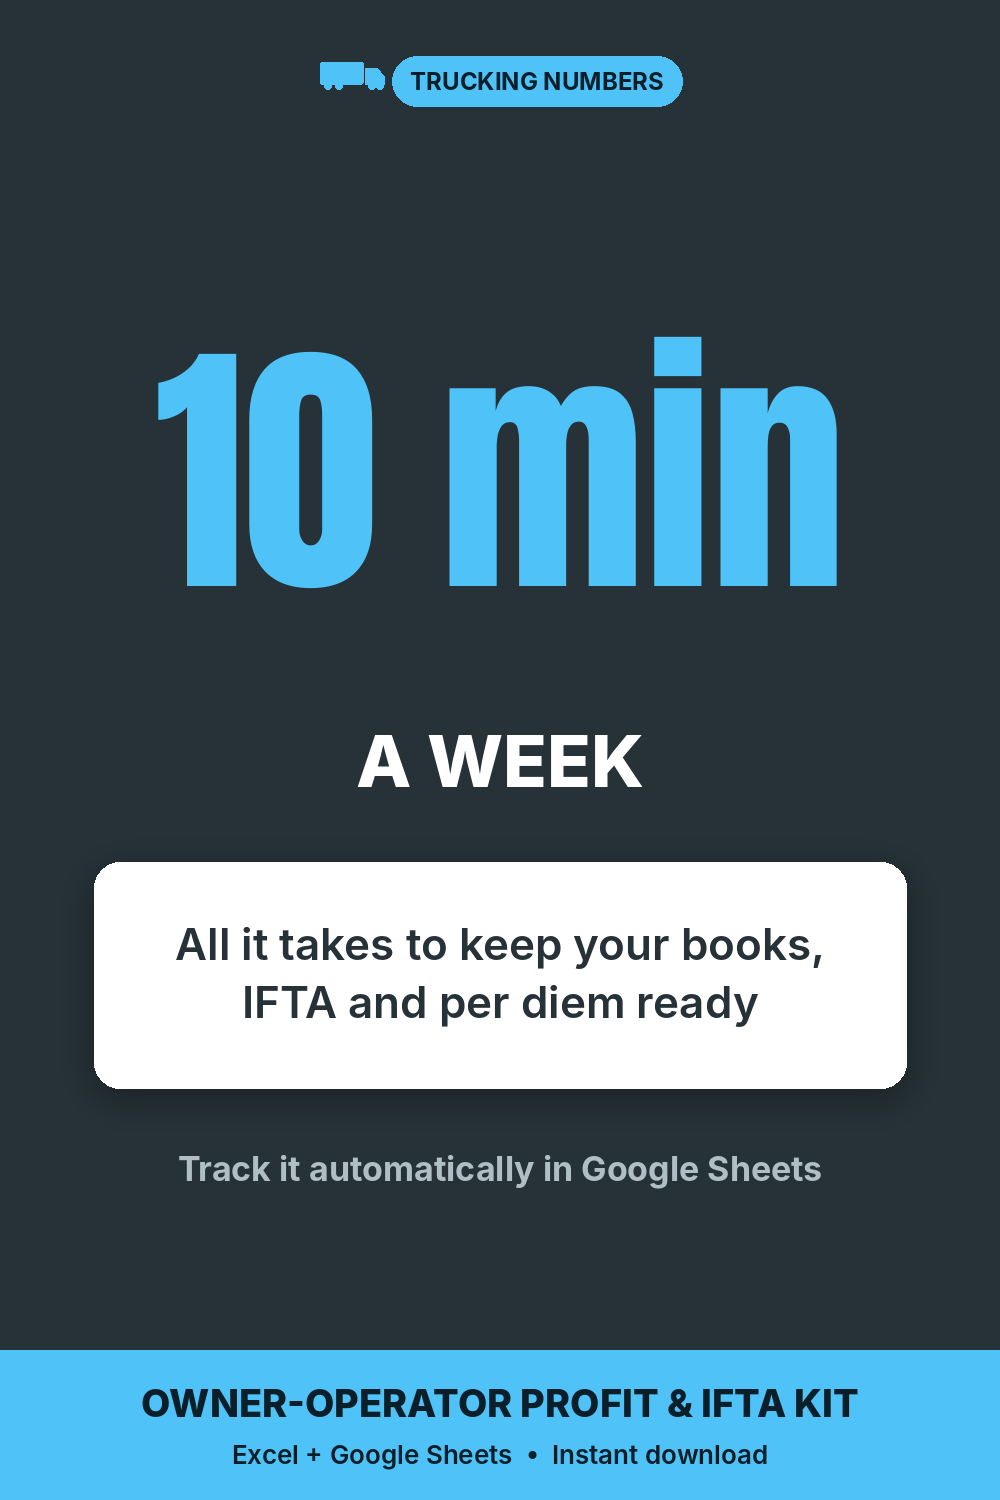 TRUCKING NUMBERS
10 min
A WEEK
All it takes to keep your books,
IFTA and per diem ready
Track it automatically in Google Sheets
OWNER-OPERATOR PROFIT & IFTA KIT
Excel + Google Sheets • Instant download